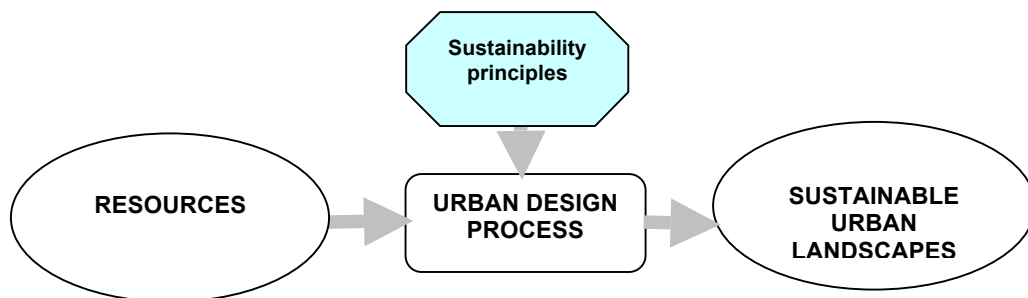 Sustainability
principles
RESOURCES
URBAN DESIGN
PROCESS
SUSTAINABLE
URBAN
LANDSCAPES